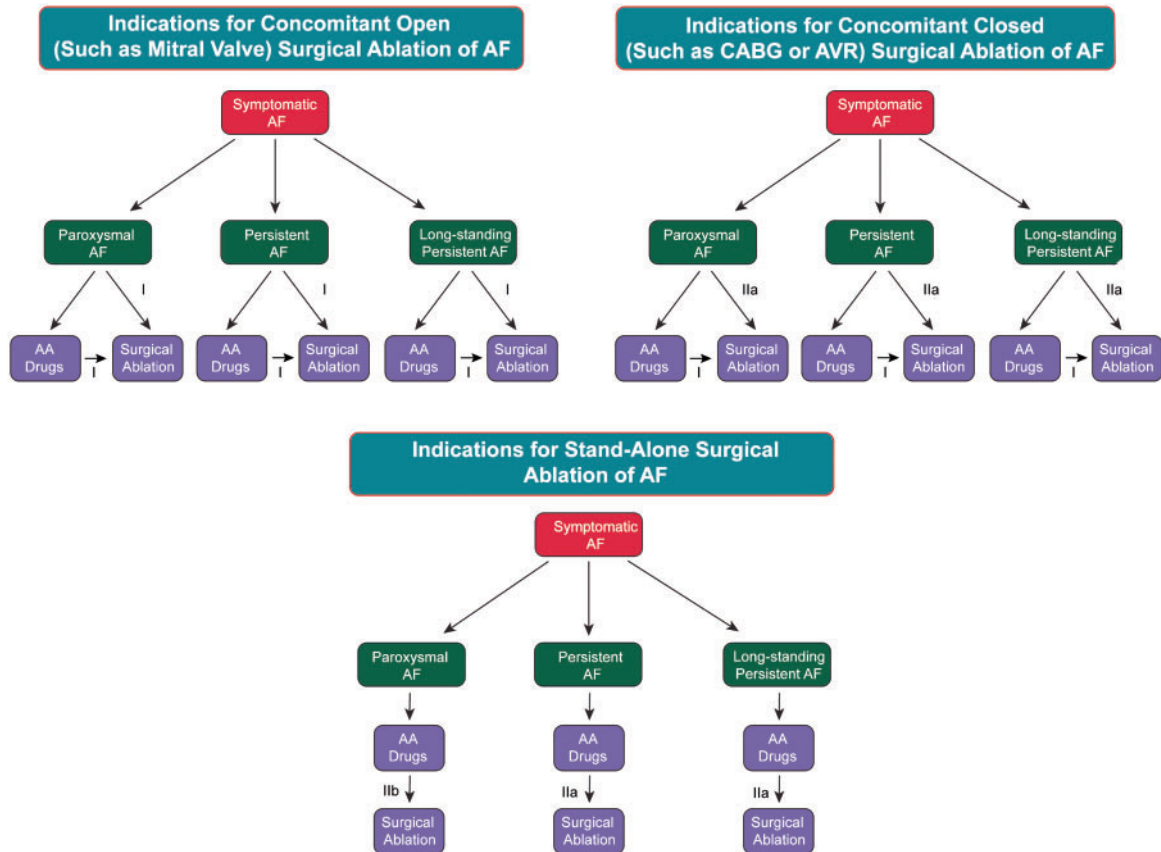 Indications for Concomitant Open
(Such as Mitral Valve) Surgical Ablation of AF
Symptomatic
AF
Paroxysmal
AF
Persistent
AF
Long-standing
Persistent AF
I
I
I
AA
Drugs
I
Surgical
Ablation
AA
Drugs
I
Surgical
Ablation
AA
Drugs
I
Surgical
Ablation
Indications for Concomitant Closed
(Such as CABG or AVR) Surgical Ablation of AF
Symptomatic
AF
Paroxysmal
AF
Persistent
AF
Long-standing
Persistent AF
IIa
IIa
IIa
AA
Drugs
I
Surgical
Ablation
AA
Drugs
I
Surgical
Ablation
AA
Drugs
I
Surgical
Ablation
Indications for Stand-Alone Surgical
Ablation of AF
Symptomatic
AF
Paroxysmal
AF
Persistent
AF
Long-standing
Persistent AF
AA
Drugs
AA
Drugs
AA
Drugs
IIb
IIa
IIa
Surgical
Ablation
Surgical
Ablation
Surgical
Ablation